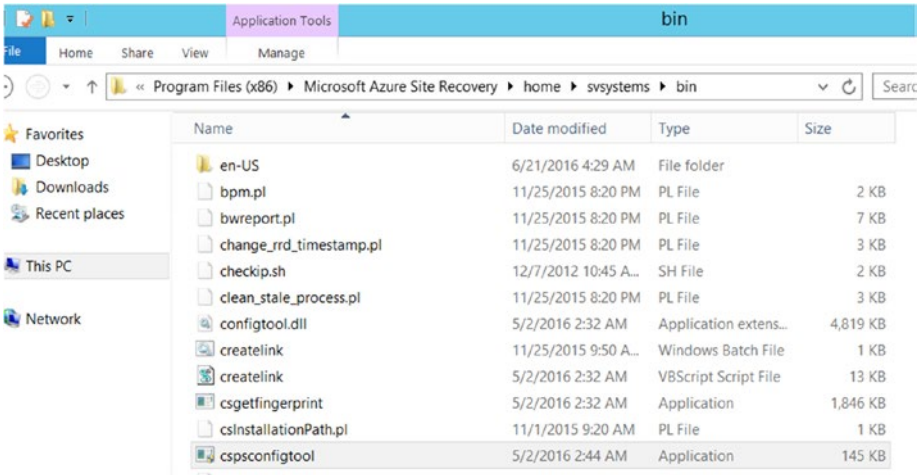 Application Tools bin
File Home Share View Manage
« Program Files (x86) Microsoft Azure Site Recovery home svsystems bin
Favorites
Desktop
Downloads
Recent places
This PC
Network
Name Date modified Type Size
en-US 6/21/2016 4:29 AM File folder
bpm.pl 11/25/2015 8:20 PM PL File 2 KB
bwreport.pl 11/25/2015 8:20 PM PL File 7 KB
change_rrd_timestamp.pl 11/25/2015 8:20 PM PL File 3 KB
checkip.sh 12/7/2012 10:45 A... SH File 2 KB
clean_stale_process.pl 11/25/2015 8:20 PM PL File 3 KB
configtool.dll 5/2/2016 2:32 AM Application extens... 4,819 KB
createlink 11/25/2015 9:50 A... Windows Batch File 1 KB
createlink 5/2/2016 2:32 AM VBScript Script File 13 KB
csgetfingerprint 5/2/2016 2:32 AM Application 1,846 KB
csInstallationPath.pl 11/1/2015 9:20 AM PL File 1 KB
cspsconfigtool 5/2/2016 2:44 AM Application 145 KB